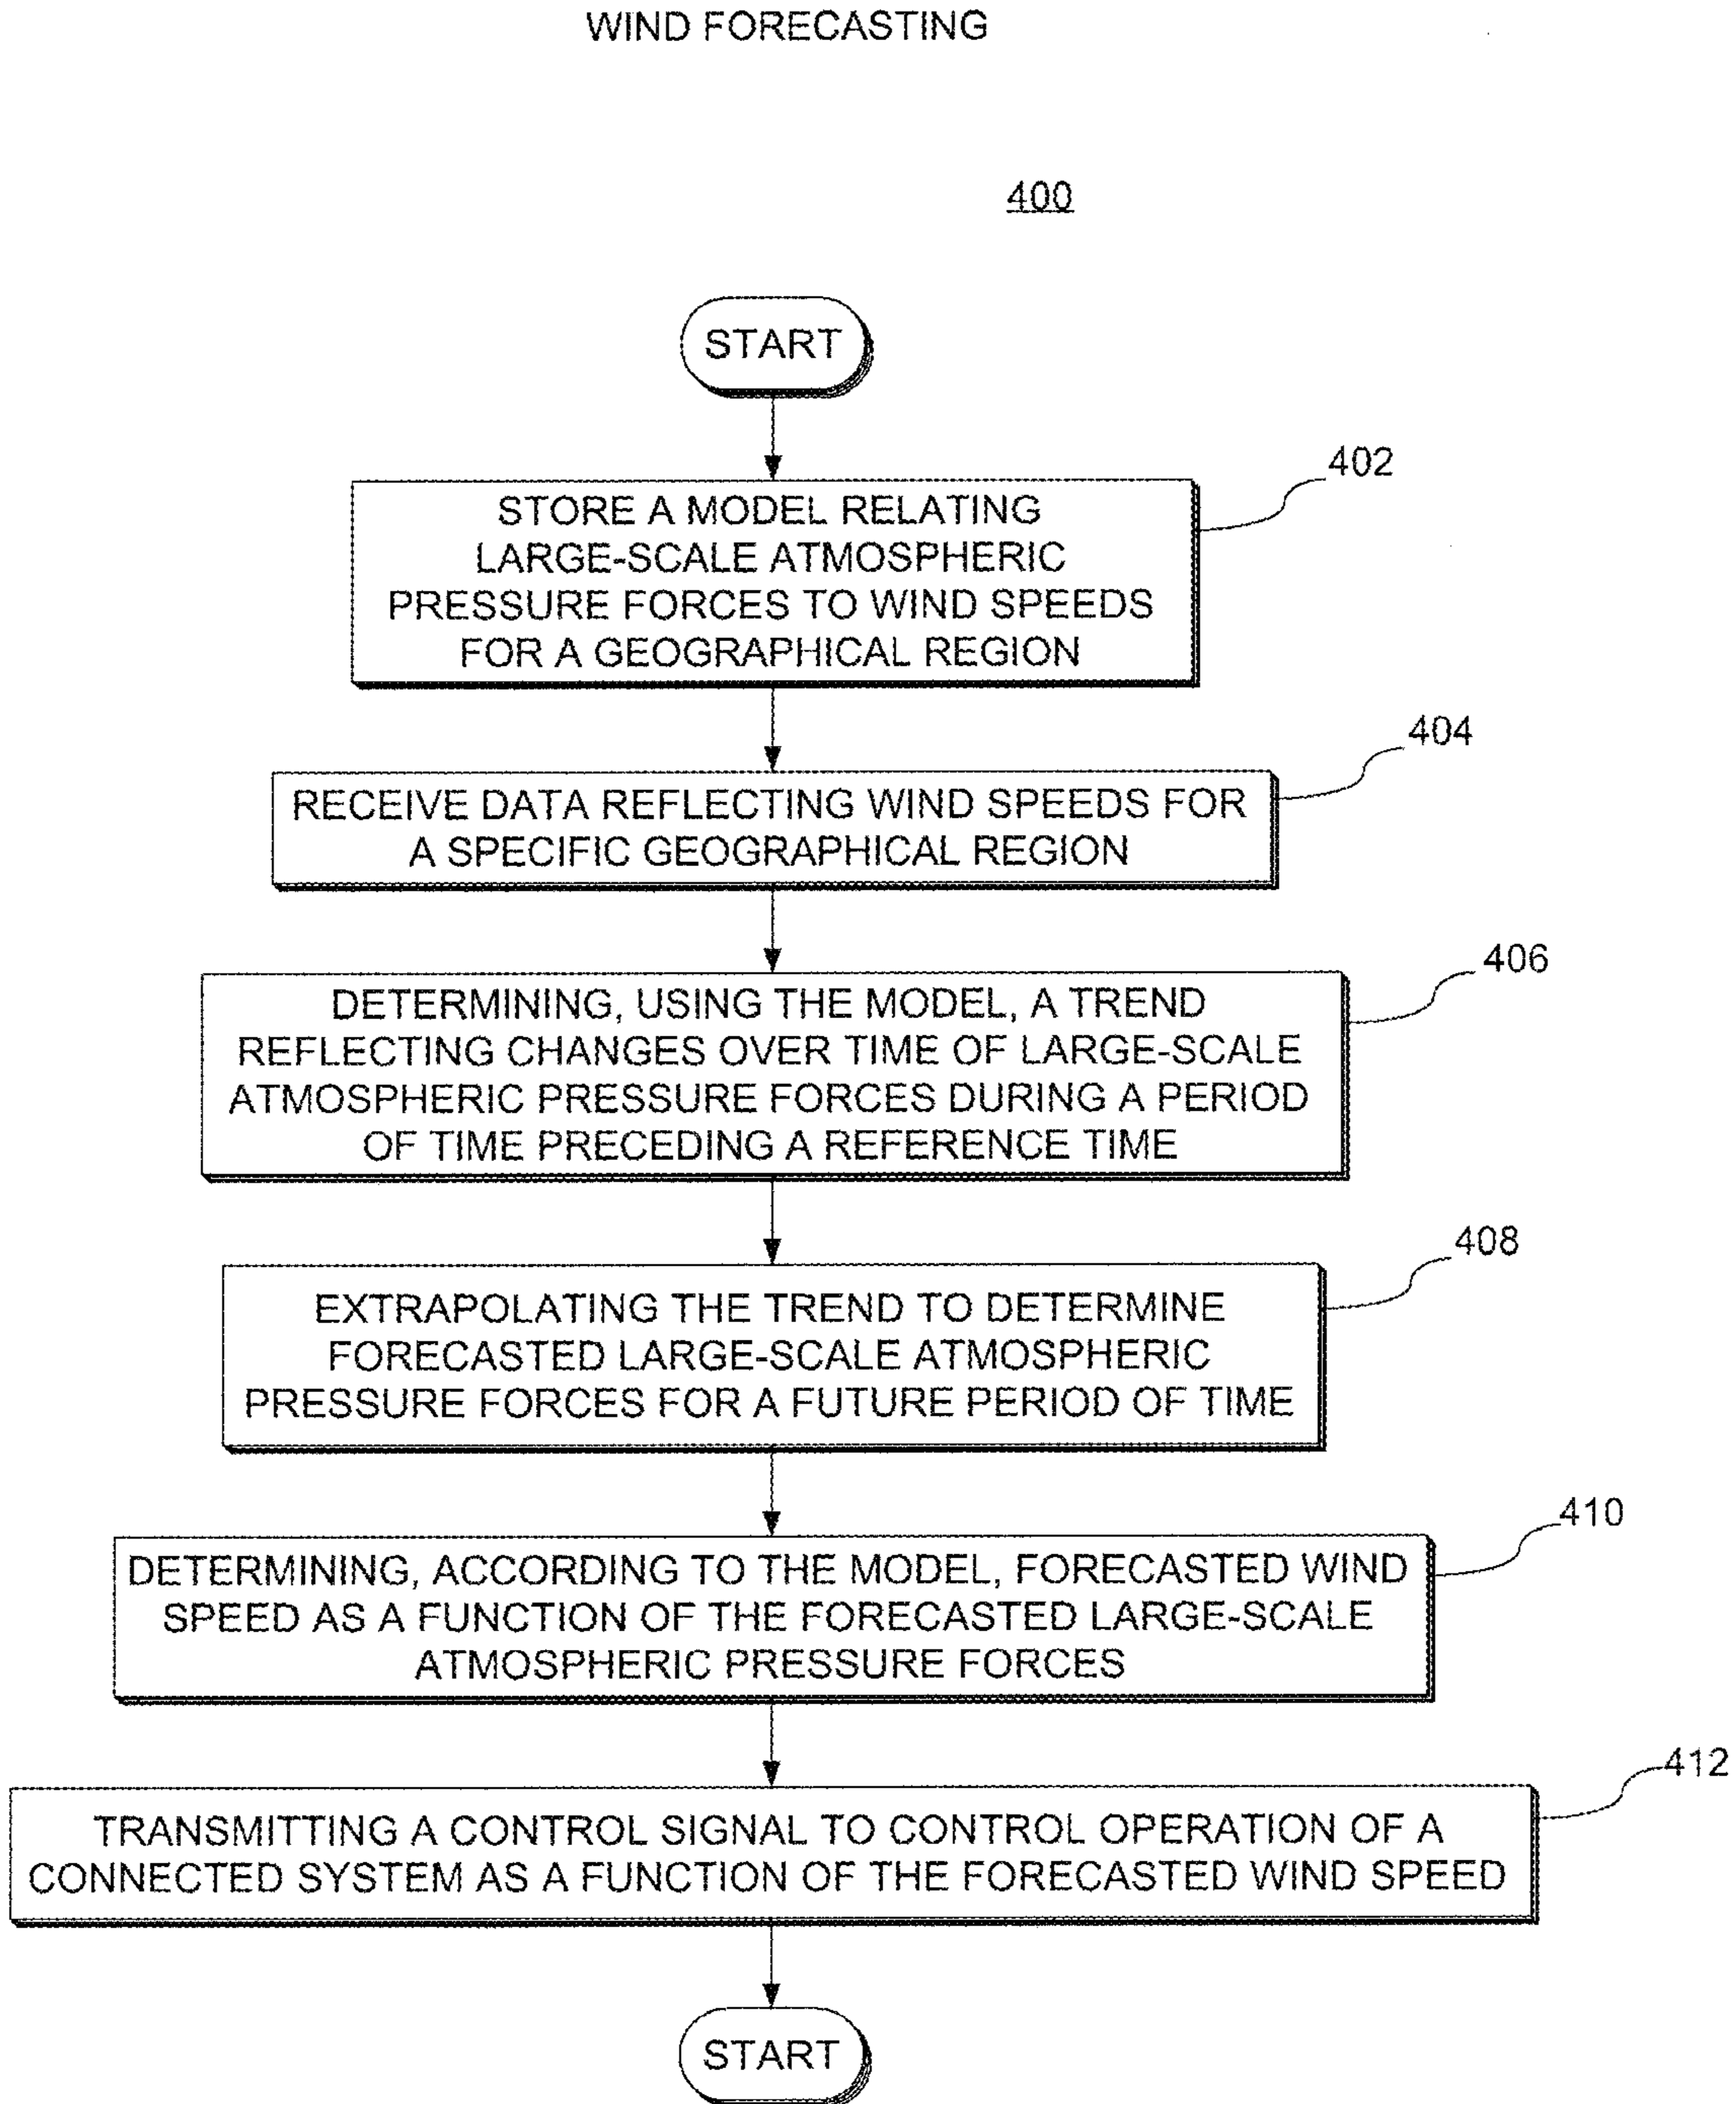 WIND FORECASTING
400
START
402
STORE A MODEL RELATING
LARGE-SCALE ATMOSPHERIC
PRESSURE FORCES TO WIND SPEEDS
FOR A GEOGRAPHICAL REGION
404
RECEIVE DATA REFLECTING WIND SPEEDS FOR
A SPECIFIC GEOGRAPHICAL REGION
406
DETERMINING, USING THE MODEL, A TREND
REFLECTING CHANGES OVER TIME OF LARGE-SCALE
ATMOSPHERIC PRESSURE FORCES DURING A PERIOD
OF TIME PRECEDING A REFERENCE TIME
408
EXTRAPOLATING THE TREND TO DETERMINE
FORECASTED LARGE-SCALE ATMOSPHERIC
PRESSURE FORCES FOR A FUTURE PERIOD OF TIME
410
DETERMINING, ACCORDING TO THE MODEL, FORECASTED WIND
SPEED AS A FUNCTION OF THE FORECASTED LARGE-SCALE
ATMOSPHERIC PRESSURE FORCES
412
TRANSMITTING A CONTROL SIGNAL TO CONTROL OPERATION OF A
CONNECTED SYSTEM AS A FUNCTION OF THE FORECASTED WIND SPEED
START